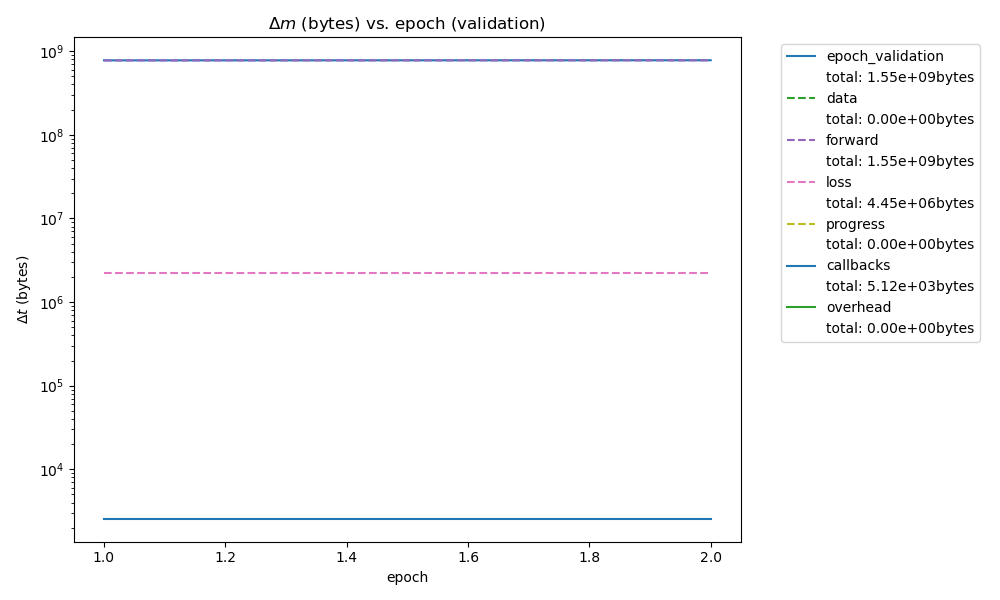 Δm (bytes) vs. epoch (validation)
10⁹
10⁸
10⁷
10⁶
10⁵
10⁴
Δt (bytes)
1.0 1.2 1.4 1.6 1.8 2.0
epoch
epoch_validation
total: 1.55e+09bytes
data
total: 0.00e+00bytes
forward
total: 1.55e+09bytes
loss
total: 4.45e+06bytes
progress
total: 0.00e+00bytes
callbacks
total: 5.12e+03bytes
overhead
total: 0.00e+00bytes